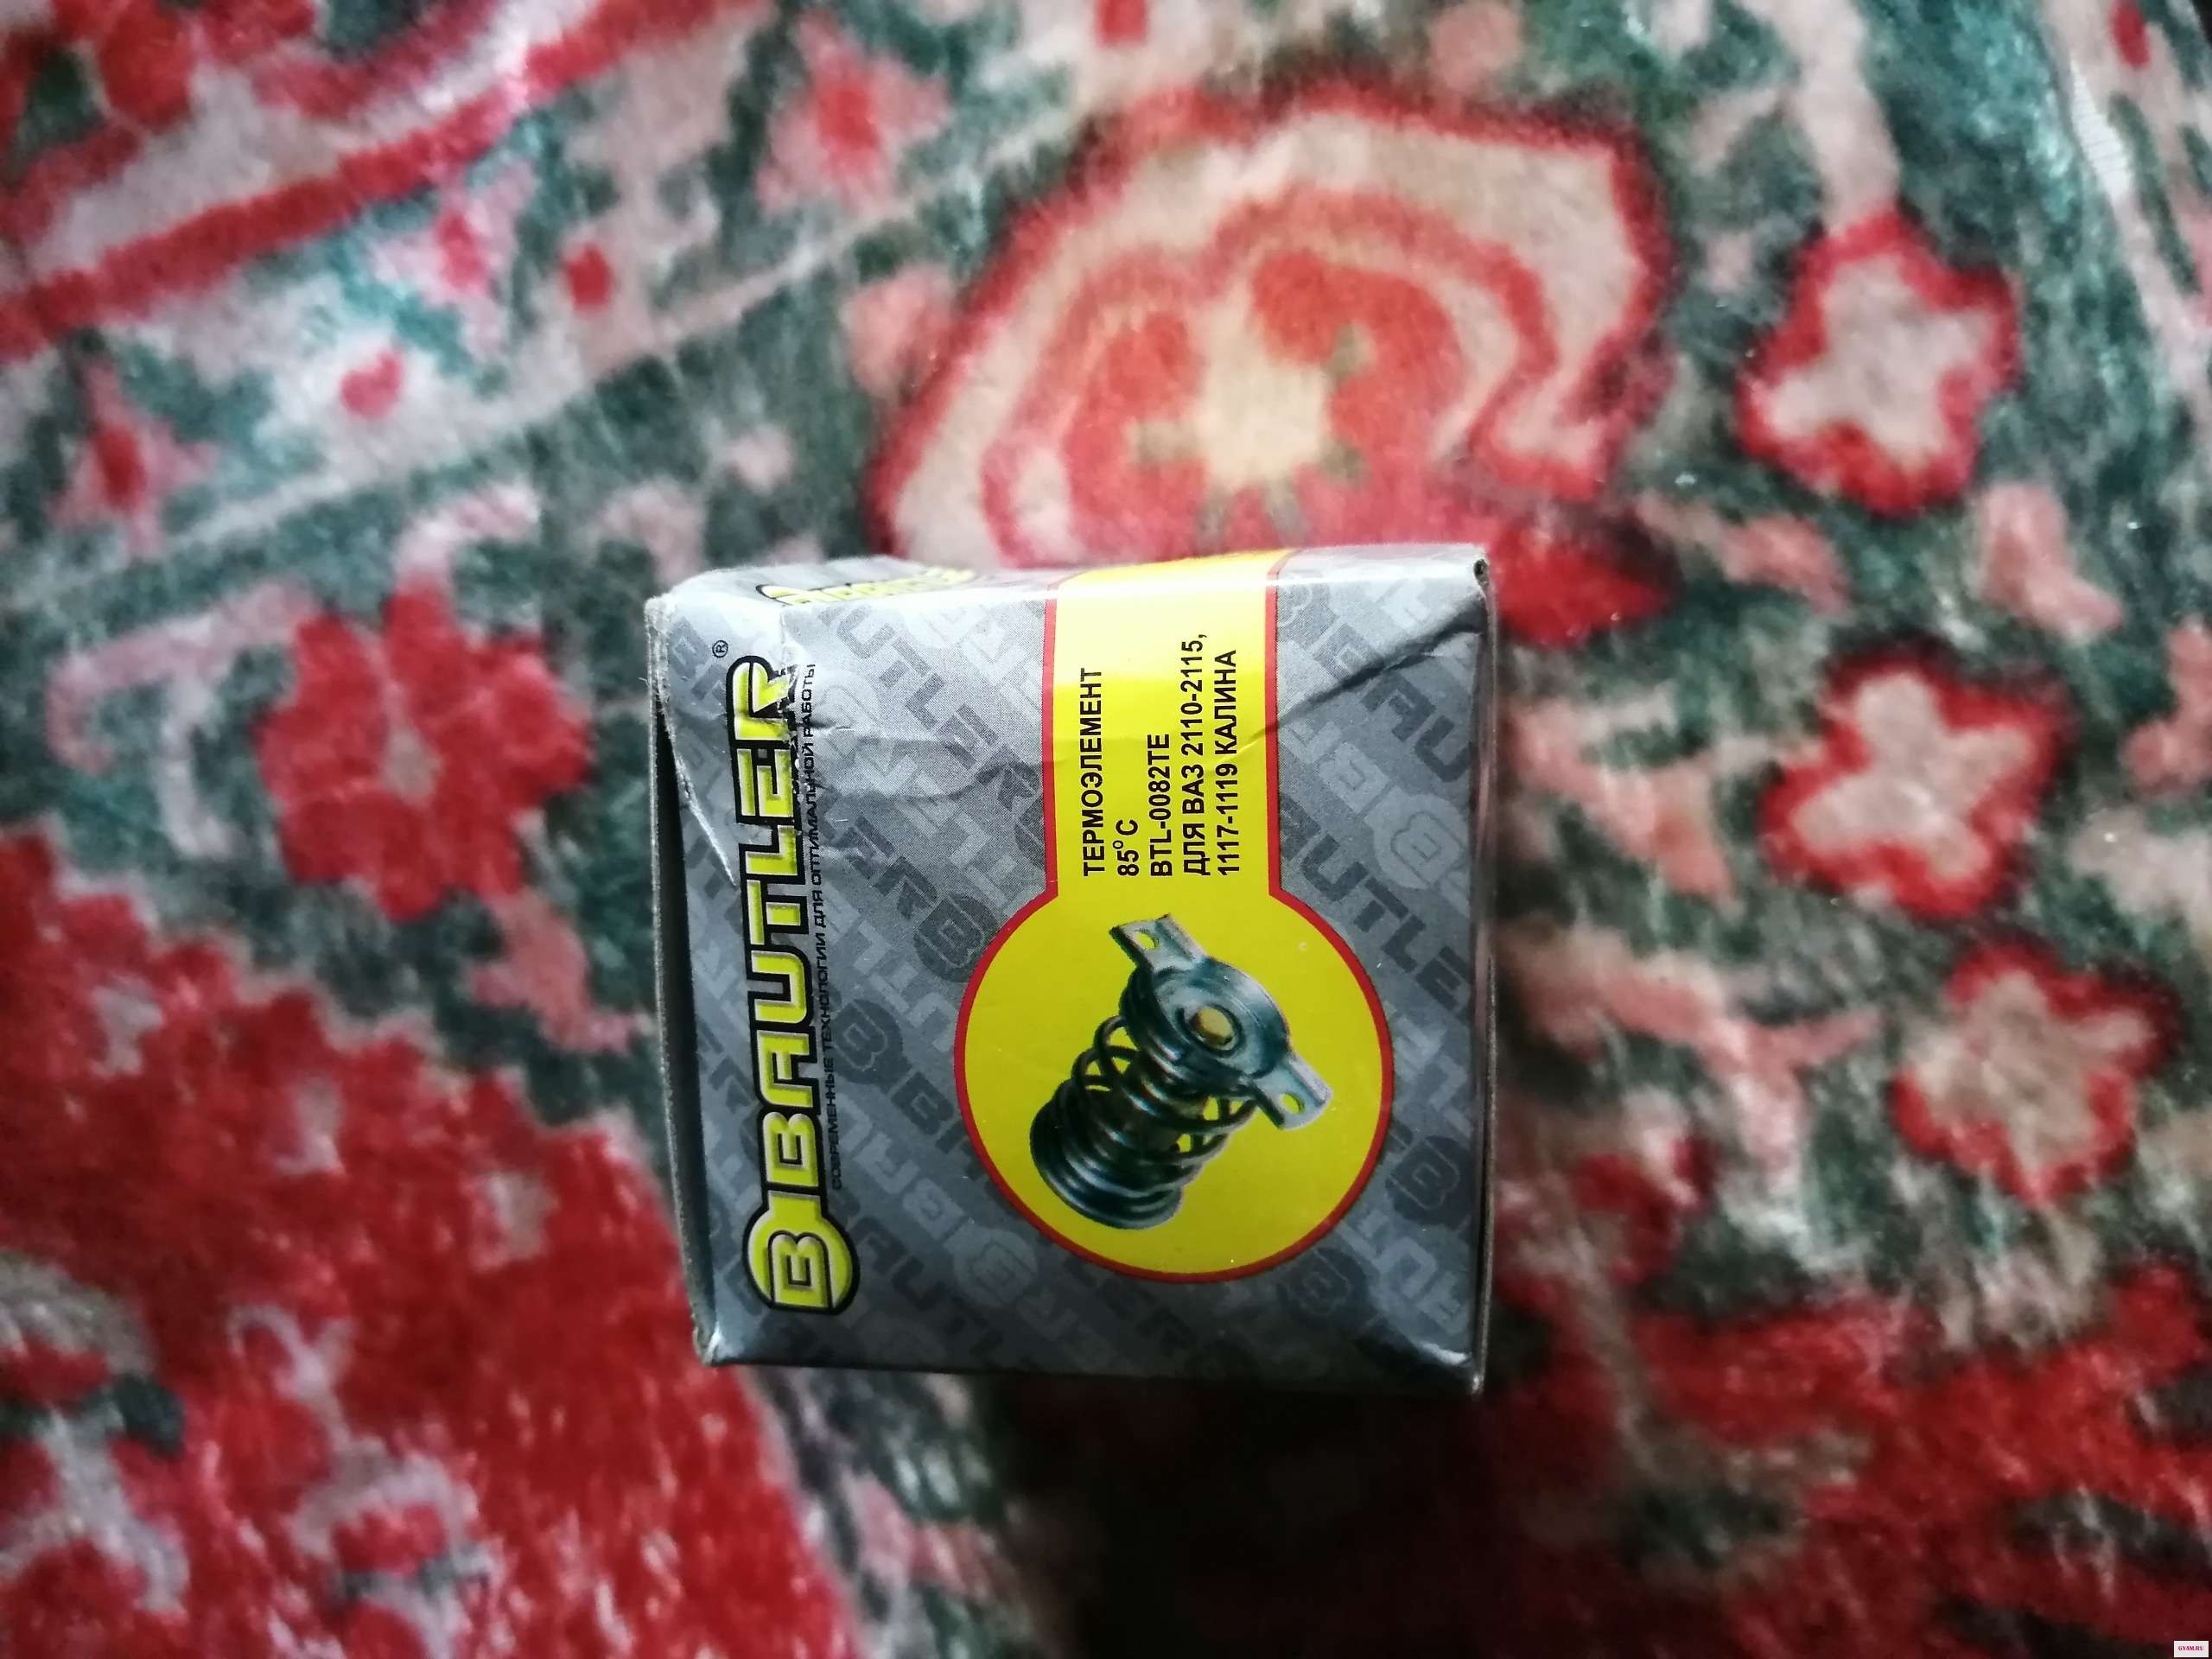 BAUTLER®
СОВРЕМЕННЫЕ ТЕХНОЛОГИИ ДЛЯ ОПТИМАЛЬНОЙ РАБОТЫ
ТЕРМОЭЛЕМЕНТ
85° С
BTL-0082TE
ДЛЯ ВАЗ 2110-2115,
1117-1119 КАЛИНА